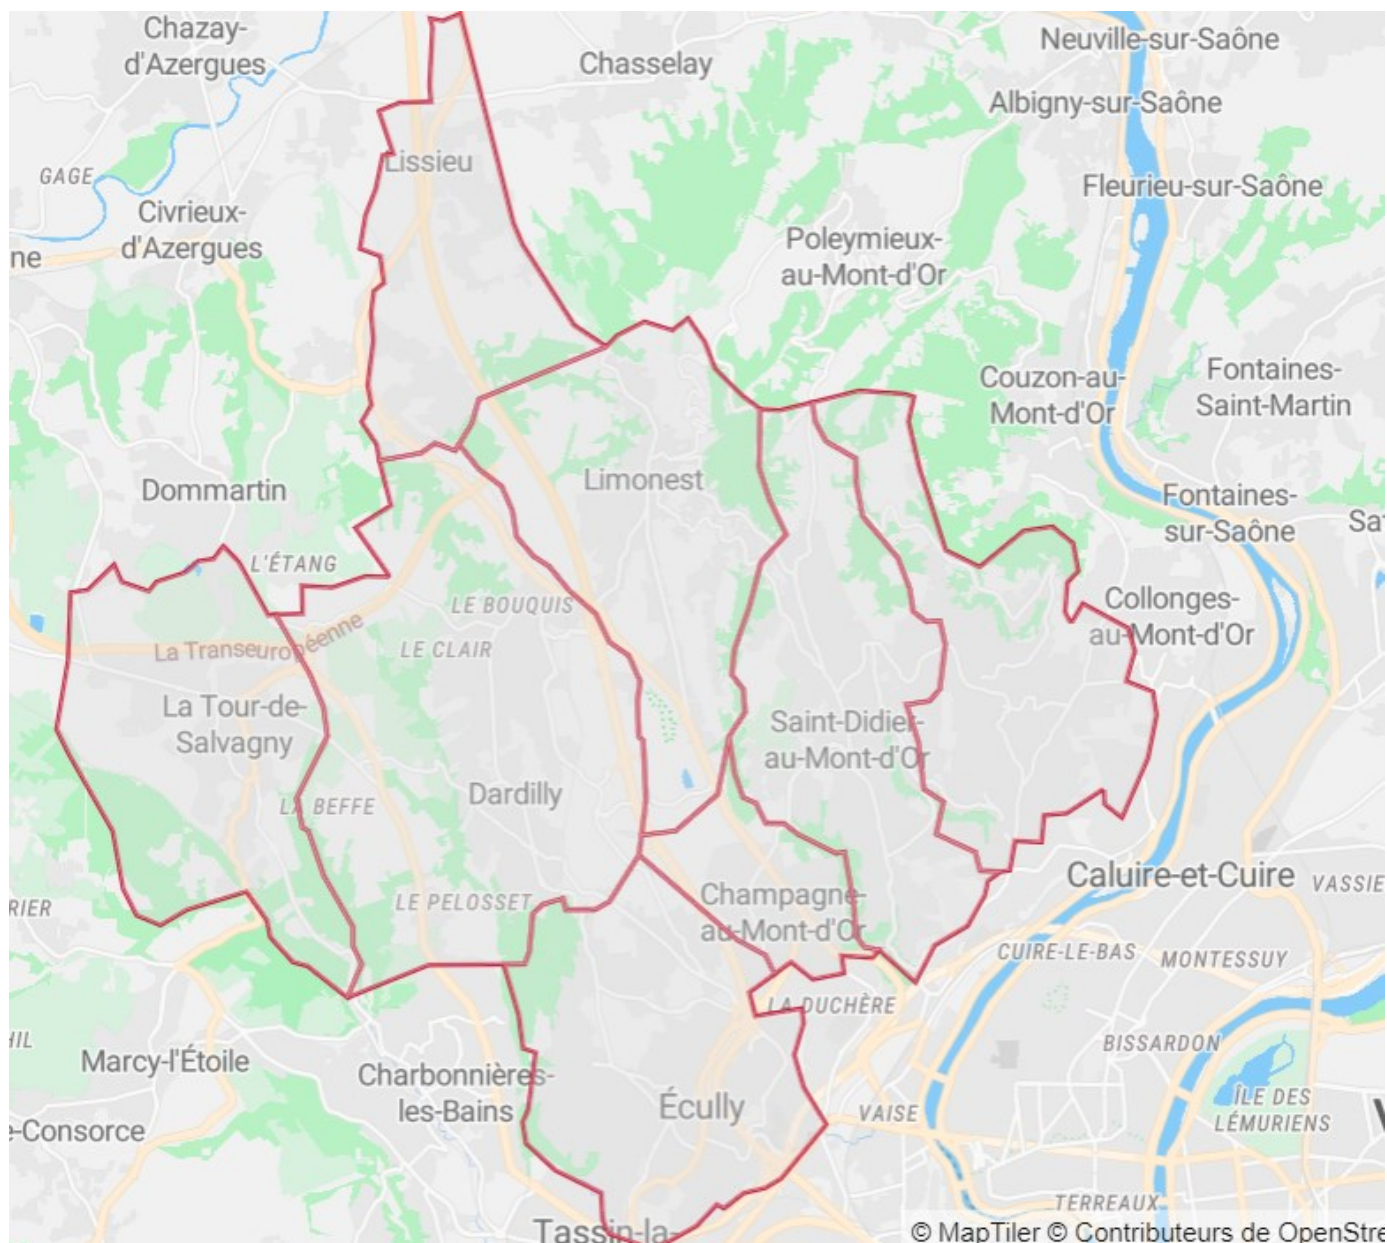 Chazay-
d'Azergues
Chasselay
Neuville-sur-Saône
Albigny-sur-Saône
Lissieu
GAGE
Fleurieu-sur-Saône
Civrieux-
d'Azergues
ne
Poleymieux-
au-Mont-d'Or
Couzon-au-
Mont-d'Or
Fontaines-
Saint-Martin
Limonest
Dommartin
Fontaines-
sur-Saône
Sat
L'ÉTANG
LE BOUQUIS
Collonges-
au-Mont-d'Or
La Transeuropéenne
LE CLAIR
La Tour-de-
Salvagny
Saint-Didier-
au-Mont-d'Or
LA BEFFE
Dardilly
Caluire-et-Cuire
VASSIE
RIER
LE PELOSSET
Champagne-
au-Mont-d'Or
CUIRE-LE-BAS
MONTESSUY
LA DUCHÈRE
HIL
BISSARDON
Marcy-l'Étoile
Charbonnières-
les-Bains
Écully
VAISE
ÎLE DES
LÉMURIENS
V
e-Consorce
TERREAUX
Tassin-la-
© MapTiler © Contributeurs de OpenStre